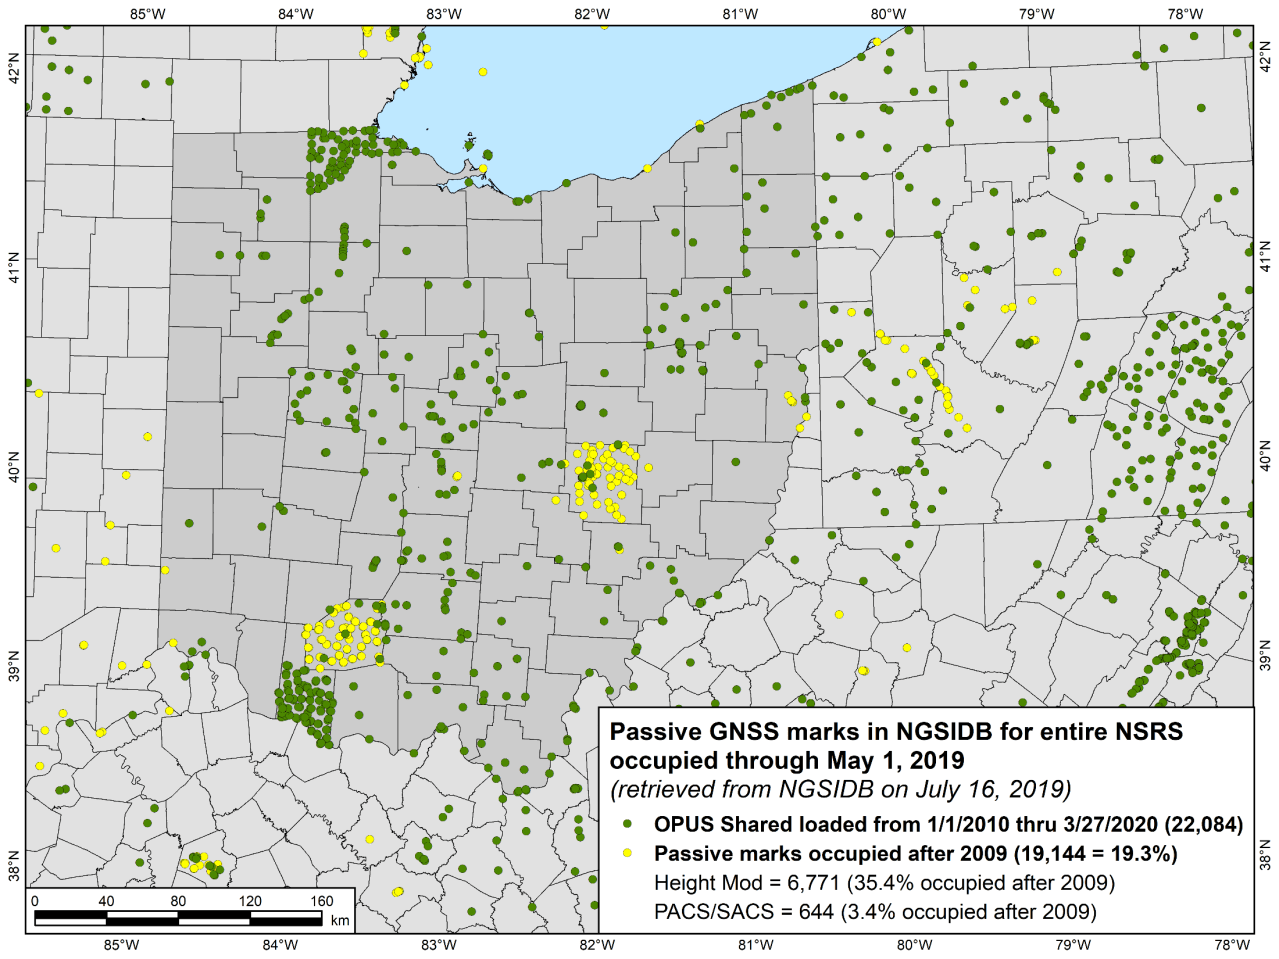 85°W 84°W 83°W 82°W 81°W 80°W 79°W 78°W
42°N 42°N
41°N 41°N
40°N 40°N
39°N 39°N
38°N 38°N
Passive GNSS marks in NGSIDB for entire NSRS
occupied through May 1, 2019
(retrieved from NGSIDB on July 16, 2019)
OPUS Shared loaded from 1/1/2010 thru 3/27/2020 (22,084)
Passive marks occupied after 2009 (19,144 = 19.3%)
Height Mod = 6,771 (35.4% occupied after 2009)
PACS/SACS = 644 (3.4% occupied after 2009)
0 40 80 120 160
km
85°W 84°W 83°W 82°W 81°W 80°W 79°W 78°W